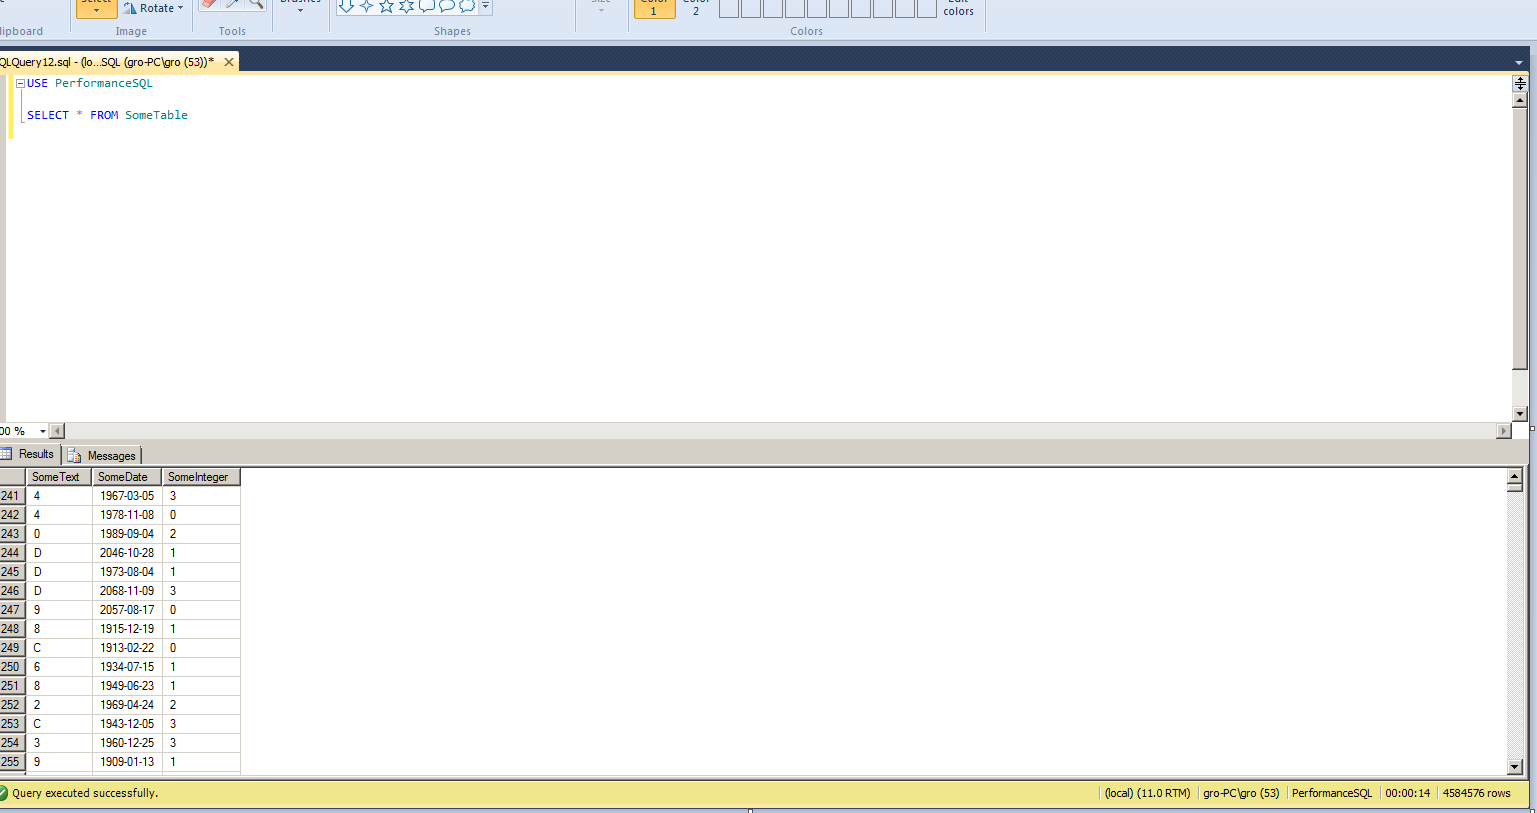 Rotate
Color
1
2
Edit
colors
Image
Tools
Shapes
Colors
QLQuery12.sql - (lo...SQL (gro-PC\gro (53))*
USE PerformanceSQL
SELECT * FROM SomeTable
00 %
Results
Messages
SomeText SomeDate SomeInteger
241 4 1967-03-05 3
242 4 1978-11-08 0
243 0 1989-09-04 2
244 D 2046-10-28 1
245 D 1973-08-04 1
246 D 2068-11-09 3
247 9 2057-08-17 0
248 8 1915-12-19 1
249 C 1913-02-22 0
250 6 1934-07-15 1
251 8 1949-06-23 1
252 2 1969-04-24 2
253 C 1943-12-05 3
254 3 1960-12-25 3
255 9 1909-01-13 1
Query executed successfully.
(local) (11.0 RTM) gro-PC\gro (53) PerformanceSQL 00:00:14 4584576 rows